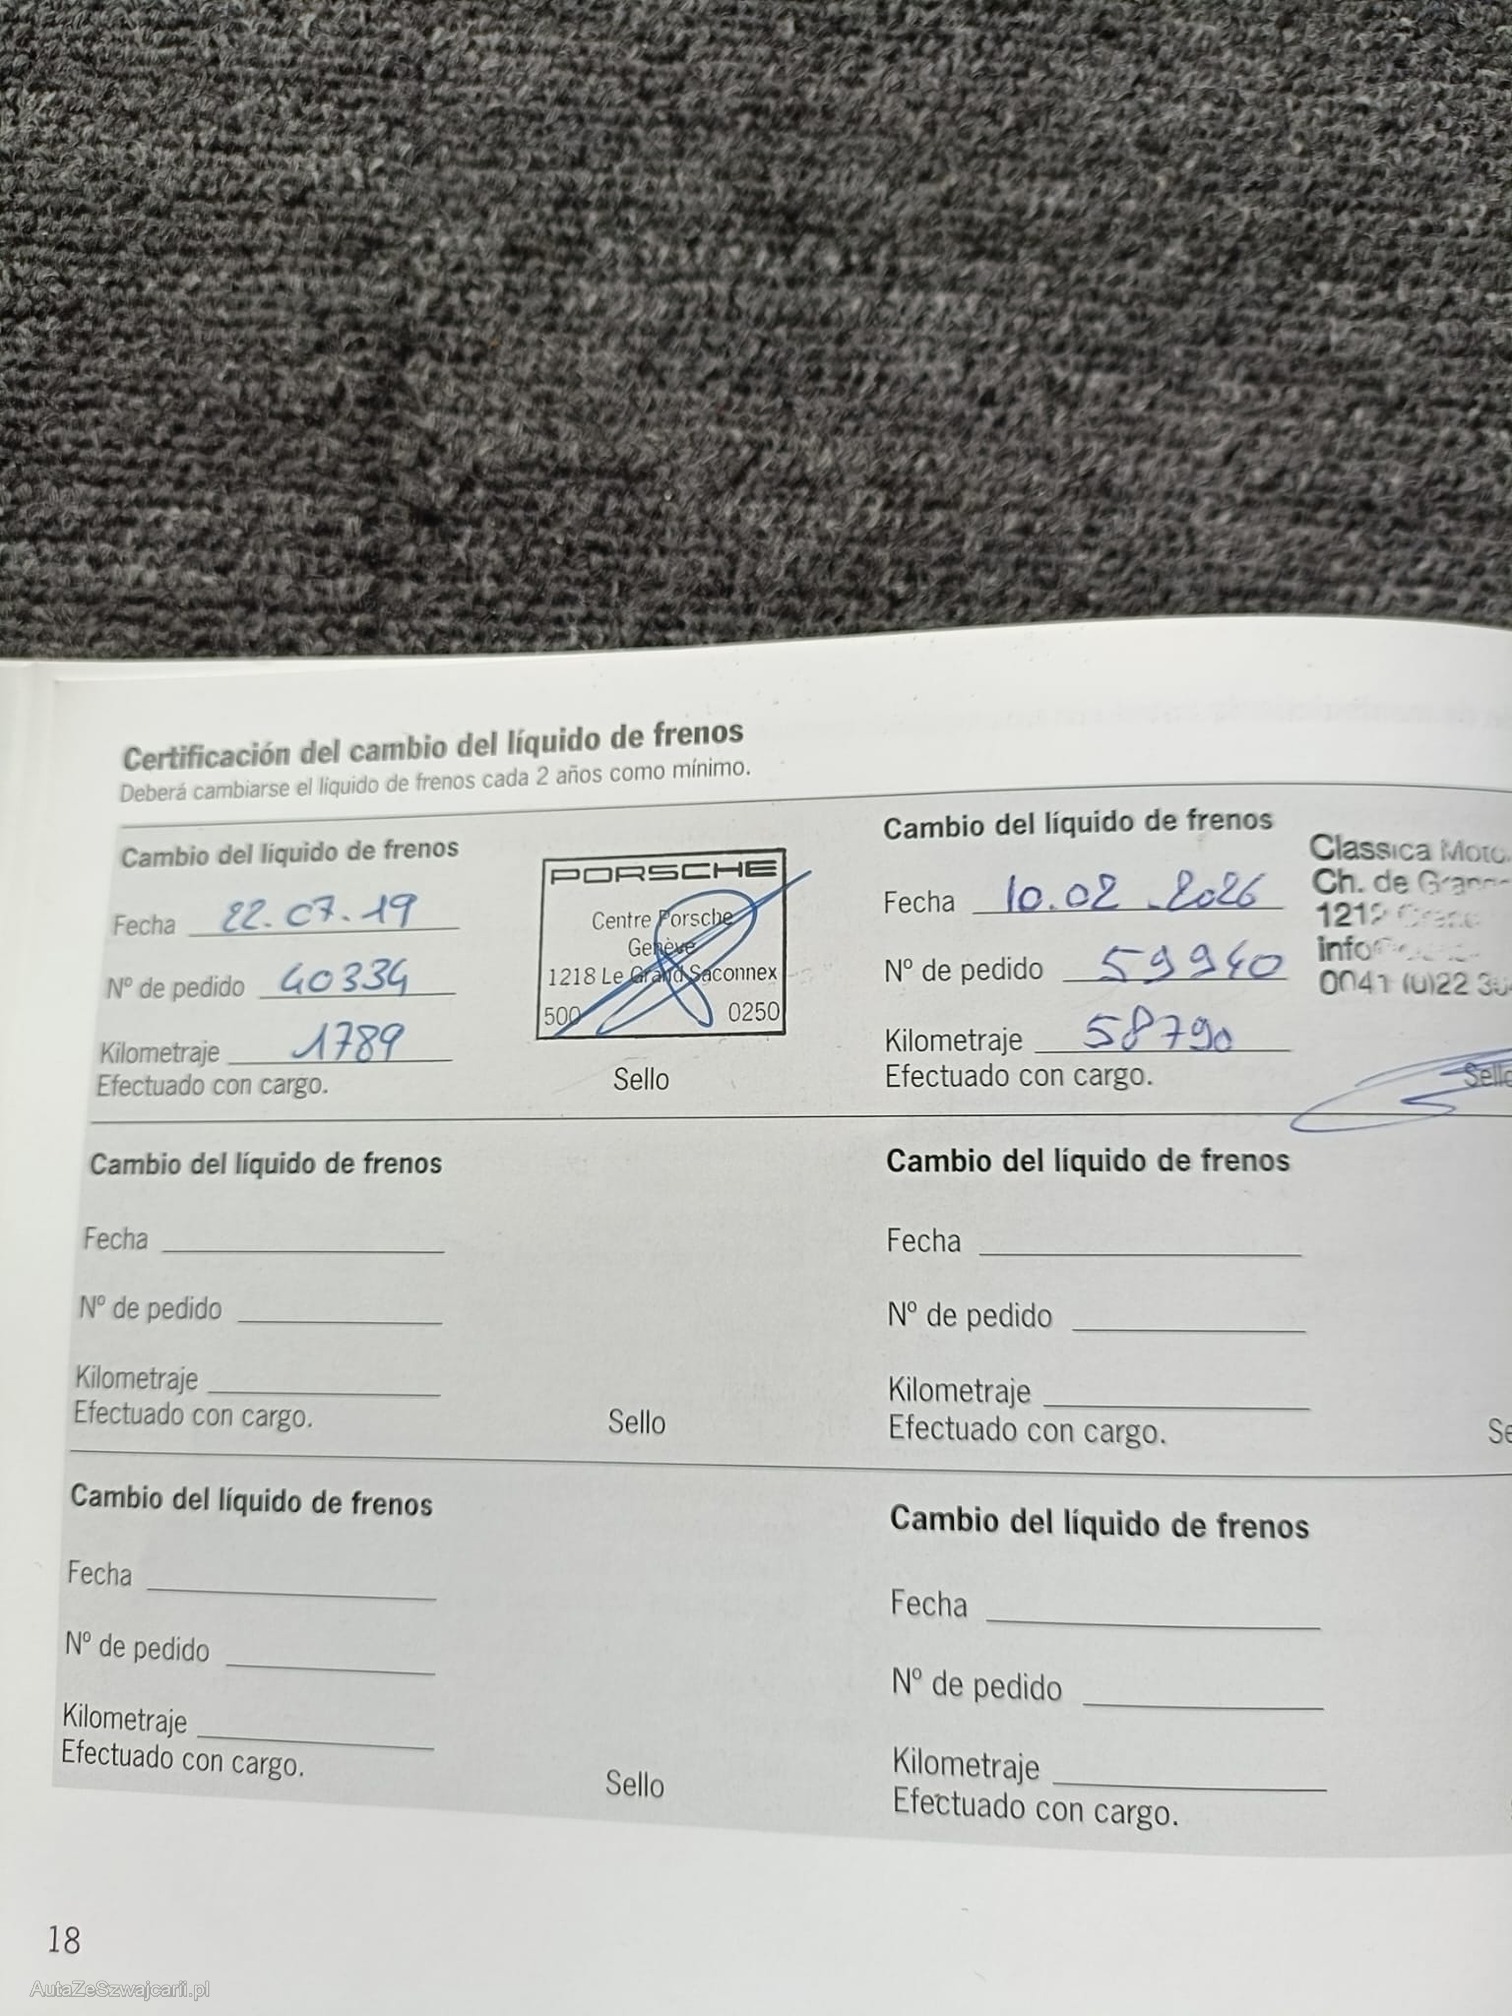 Certificación del cambio del líquido de frenos
Deberá cambiarse el líquido de frenos cada 2 años como mínimo.
Cambio del líquido de frenos
Fecha 22.07.19
Nº de pedido 40334
Kilometraje 1789
Efectuado con cargo.
PORSCHE
Centre Porsche
Genève
1218 Le Grand Saconnex
500 0250
Sello
Cambio del líquido de frenos
Fecha 10.02.2026
Nº de pedido 59940
Kilometraje 58790
Efectuado con cargo.
Classica Moto
Ch. de
info
0041 (0)22
Sello
Cambio del líquido de frenos
Fecha
Nº de pedido
Kilometraje
Efectuado con cargo.
Sello
Cambio del líquido de frenos
Fecha
Nº de pedido
Kilometraje
Efectuado con cargo.
Se
Cambio del líquido de frenos
Fecha
Nº de pedido
Kilometraje
Efectuado con cargo.
Sello
Cambio del líquido de frenos
Fecha
Nº de pedido
Kilometraje
Efectuado con cargo.
18
AutaZeSzwajcarii.pl